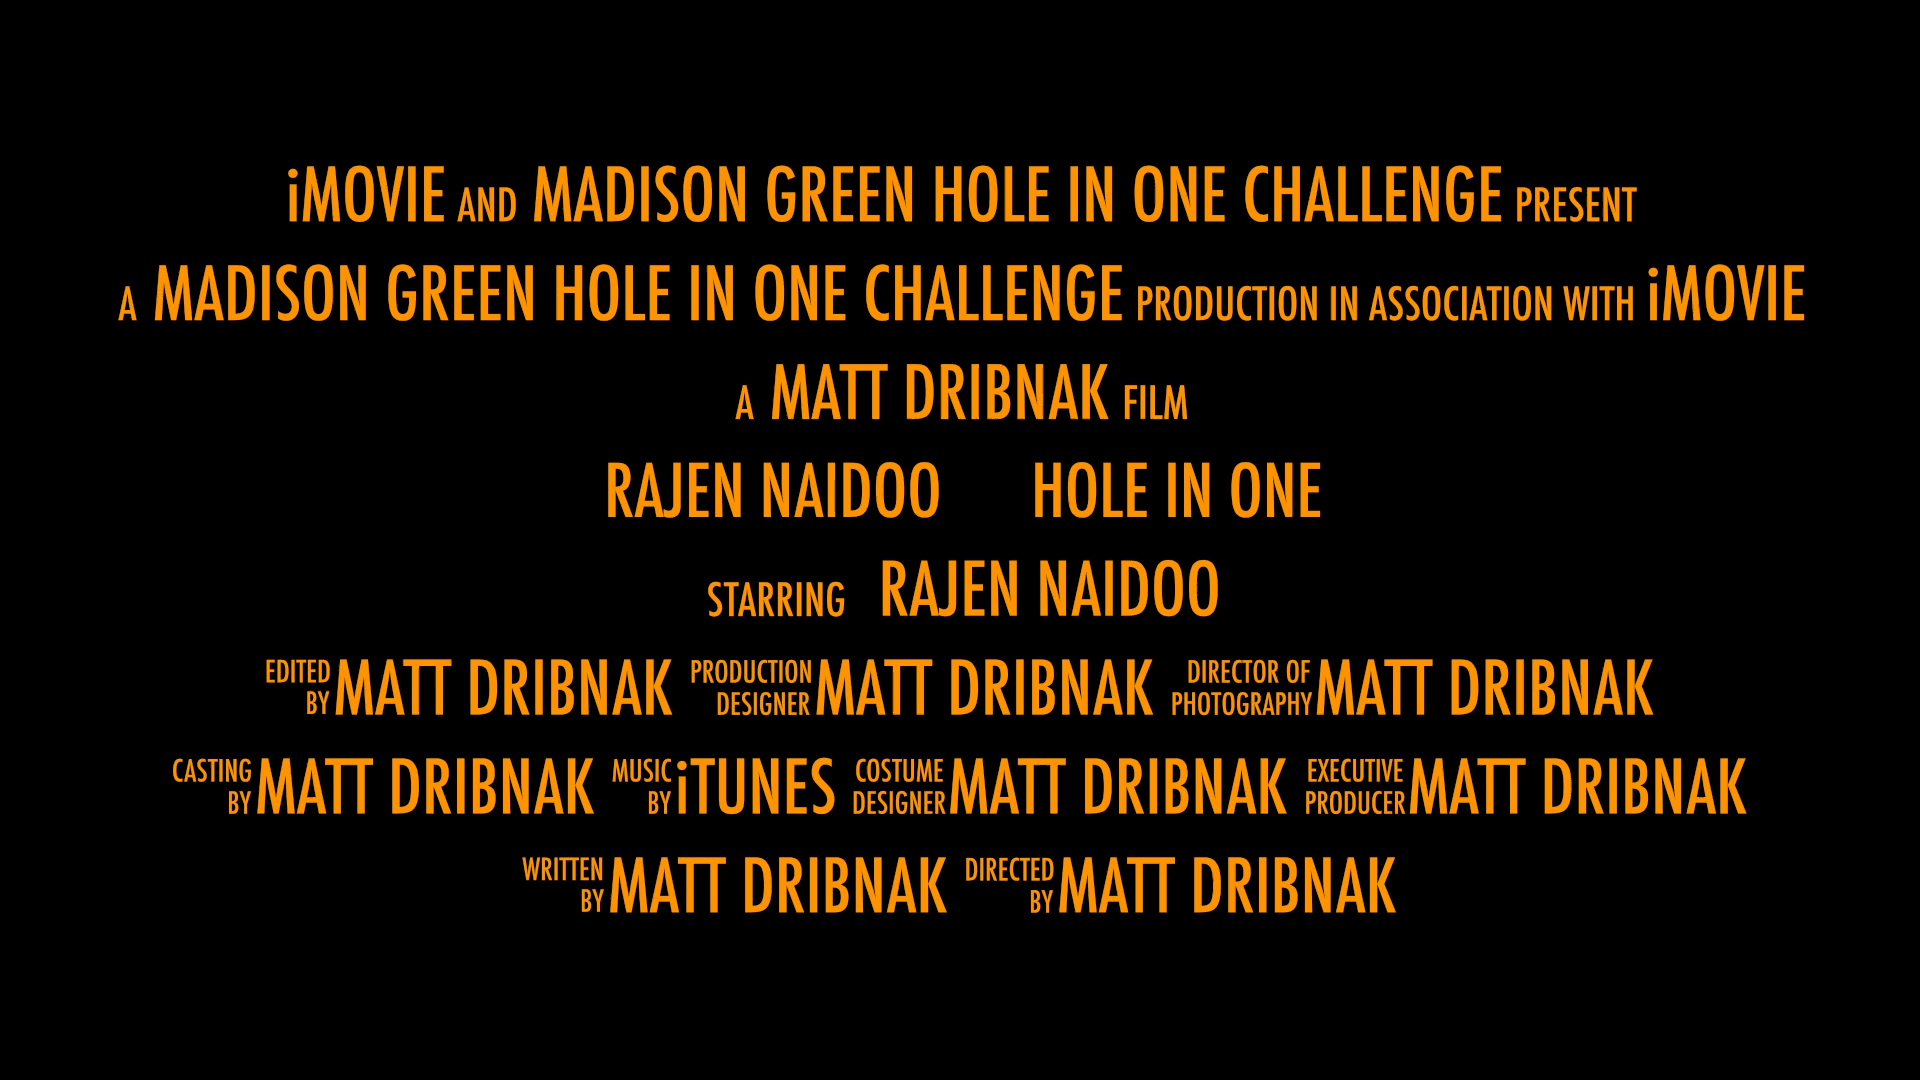 iMOVIE AND MADISON GREEN HOLE IN ONE CHALLENGE PRESENT
A MADISON GREEN HOLE IN ONE CHALLENGE PRODUCTION IN ASSOCIATION WITH iMOVIE
A MATT DRIBNAK FILM
RAJEN NAIDOO HOLE IN ONE
STARRING RAJEN NAIDOO
EDITED BY MATT DRIBNAK PRODUCTION DESIGNER MATT DRIBNAK DIRECTOR OF PHOTOGRAPHY MATT DRIBNAK
CASTING BY MATT DRIBNAK MUSIC BY iTUNES COSTUME DESIGNER MATT DRIBNAK EXECUTIVE PRODUCER MATT DRIBNAK
WRITTEN BY MATT DRIBNAK DIRECTED BY MATT DRIBNAK